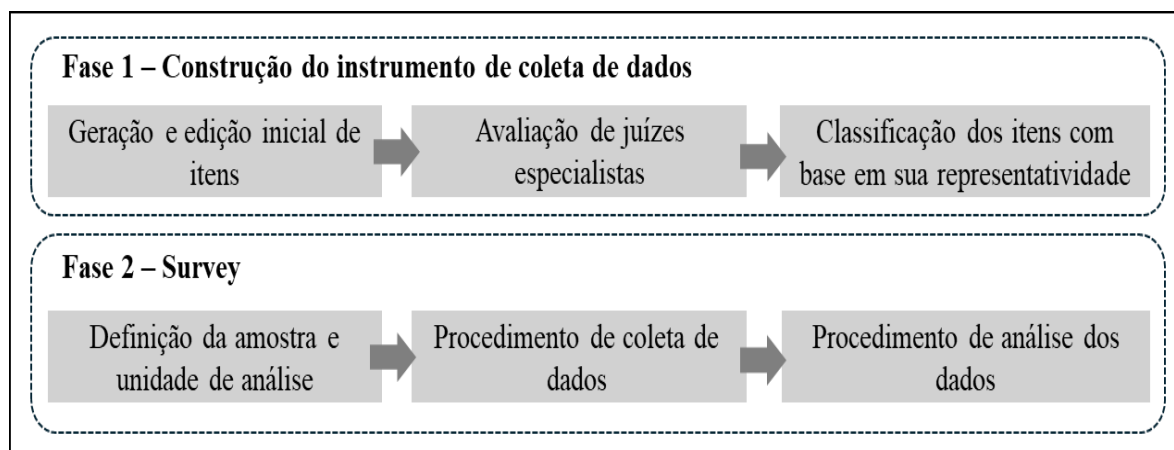 Fase 1 – Construção do instrumento de coleta de dados
Geração e edição inicial de
itens
Avaliação de juízes
especialistas
Classificação dos itens com
base em sua representatividade
Fase 2 – Survey
Definição da amostra e
unidade de análise
Procedimento de coleta de
dados
Procedimento de análise dos
dados